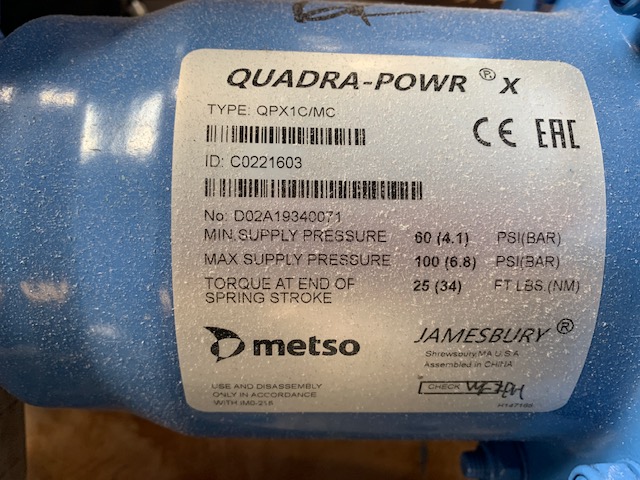 QUADRA-POWR ® X
TYPE: QPX1C/MC
CE EAC
ID: C0221603
No: D02A19340071
MIN.SUPPLY PRESSURE 60 (4.1) PSI(BAR)
MAX SUPPLY PRESSURE 100 (6.8) PSI(BAR)
TORQUE AT END OF SPRING STROKE 25 (34) FT LBS.(NM)
metso
JAMESBURY ®
Shrewsbury,MA U.S.A
Assembled in CHINA
USE AND DISASSEMBLY
ONLY IN ACCORDANCE
WITH IMO-215
CHECK